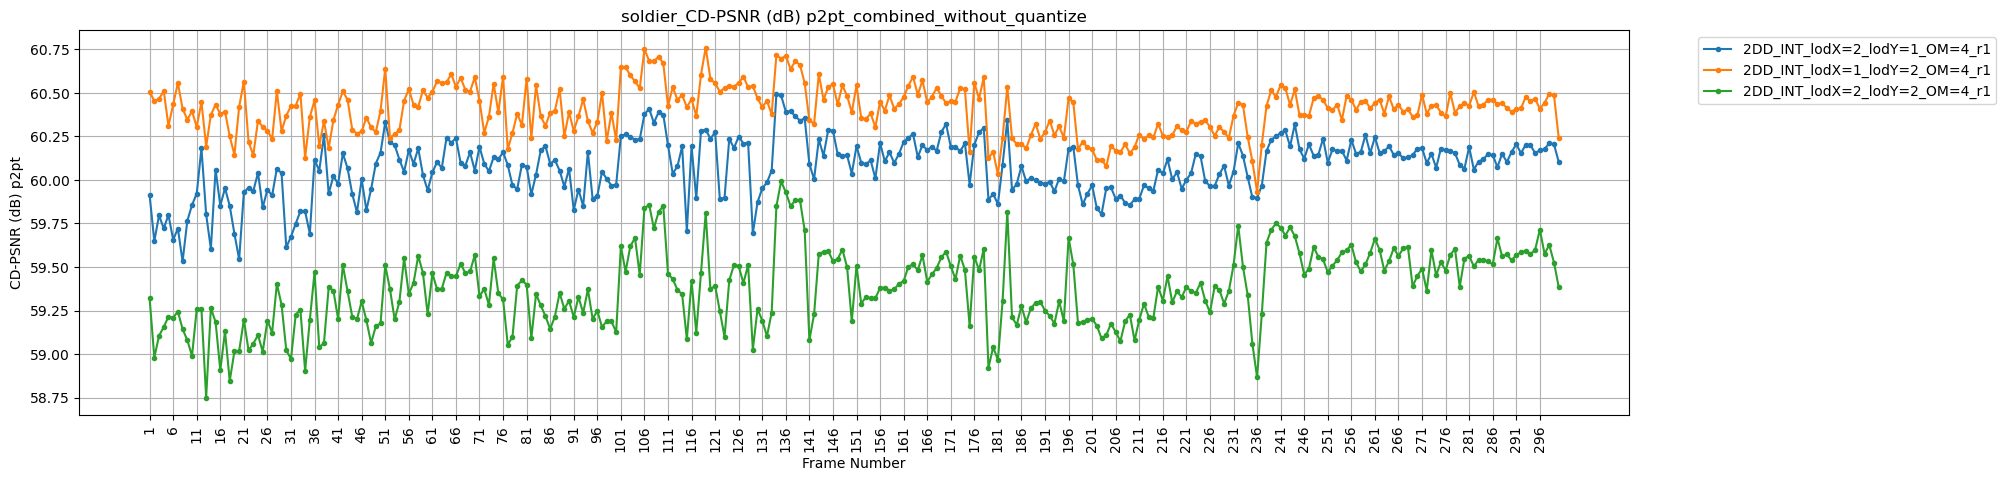 soldier_CD-PSNR (dB) p2pt_combined_without_quantize
CD-PSNR (dB) p2pt
60.75
60.50
60.25
60.00
59.75
59.50
59.25
59.00
58.75
1 6 11 16 21 26 31 36 41 46 51 56 61 66 71 76 81 86 91 96 101 106 111 116 121 126 131 136 141 146 151 156 161 166 171 176 181 186 191 196 201 206 211 216 221 226 231 236 241 246 251 256 261 266 271 276 281 286 291 296
Frame Number
2DD_INT_lodX=2_lodY=1_OM=4_r1
2DD_INT_lodX=1_lodY=2_OM=4_r1
2DD_INT_lodX=2_lodY=2_OM=4_r1